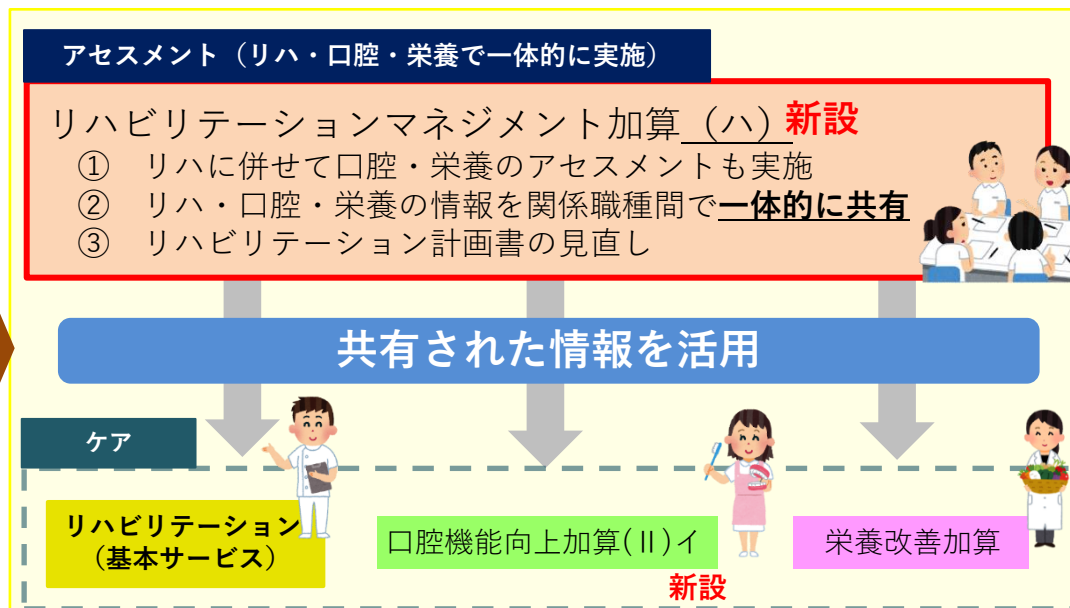 アセスメント（リハ・口腔・栄養で一体的に実施）
リハビリテーションマネジメント加算（ハ）新設
① リハに併せて口腔・栄養のアセスメントも実施
② リハ・口腔・栄養の情報を関係職種間で一体的に共有
③ リハビリテーション計画書の見直し
共有された情報を活用
ケア
リハビリテーション
（基本サービス）
口腔機能向上加算(Ⅱ)イ
新設
栄養改善加算